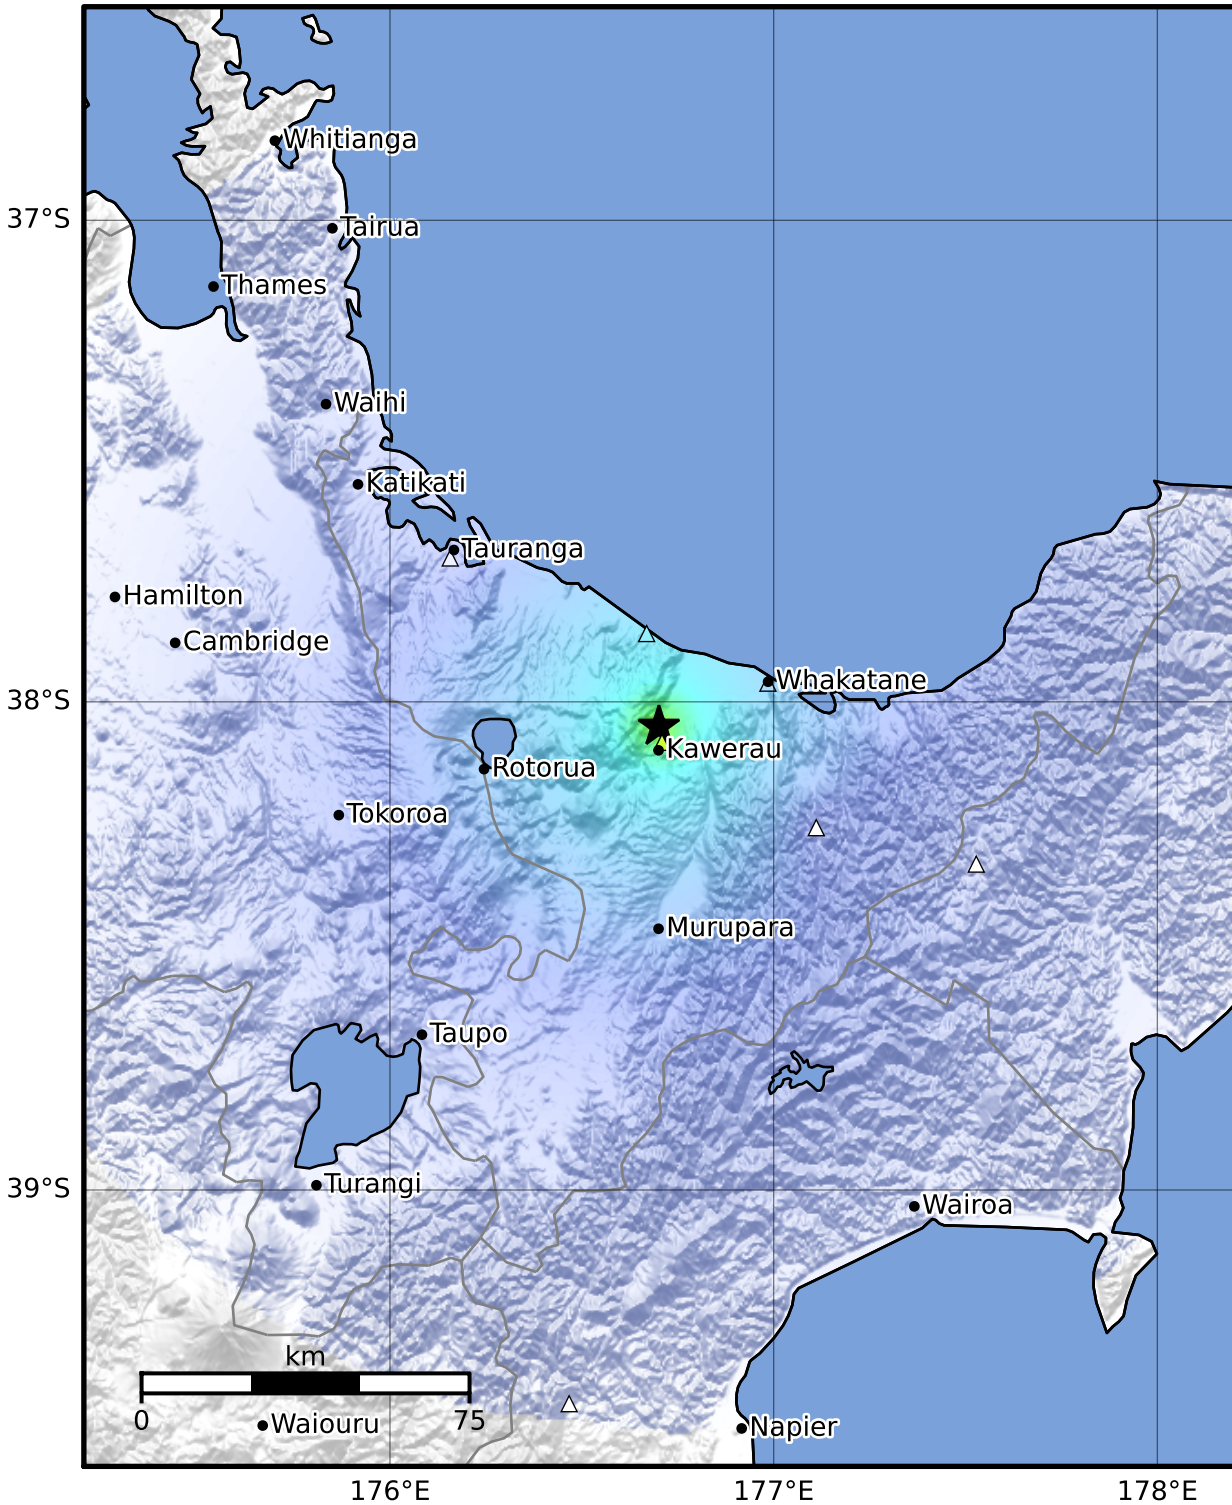 Whitianga
37°S
Tairua
Thames
Waihi
Katikati
Tauranga
Hamilton
Cambridge
Whakatane
38°S
Kawerau
Rotorua
Tokoroa
Murupara
Taupo
Turangi
39°S
Wairoa
km
0
75
Waiouru
Napier
176°E
177°E
178°E